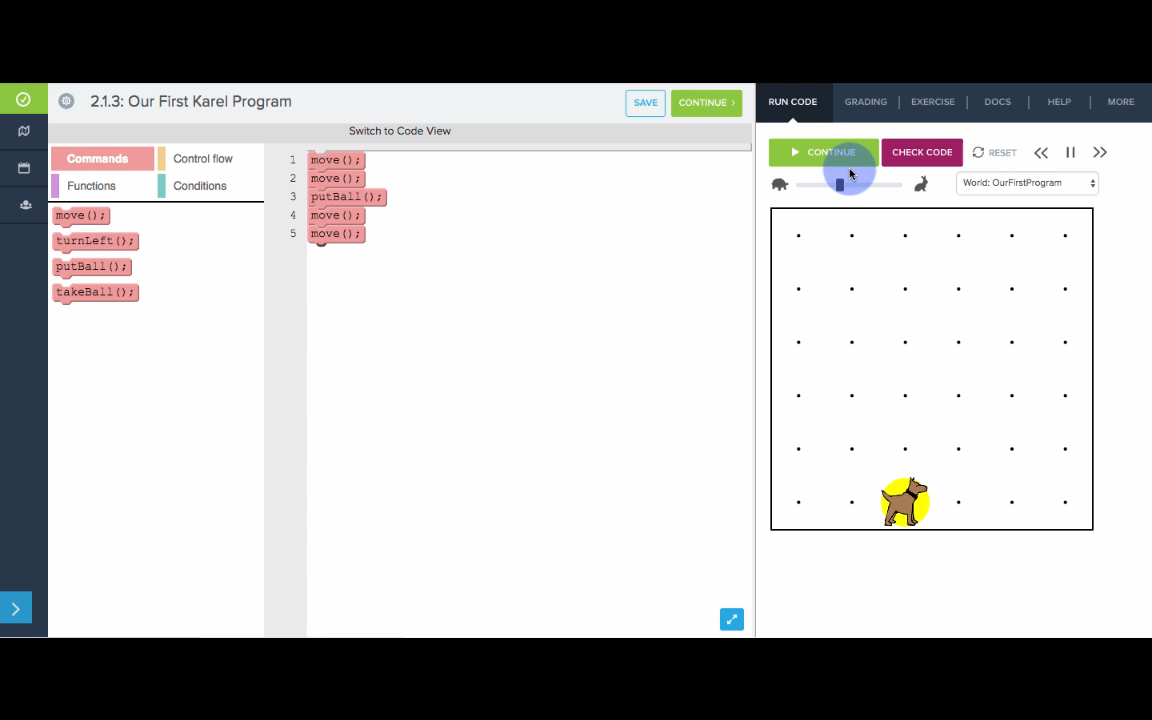 2.1.3: Our First Karel Program
SAVE
CONTINUE ›
RUN CODE
GRADING
EXERCISE
DOCS
HELP
MORE
Switch to Code View
CONTINUE
CHECK CODE
RESET
World: OurFirstProgram
Commands
Control flow
Functions
Conditions
move();
turnLeft();
putBall();
takeBall();
1 move();
2 move();
3 putBall();
4 move();
5 move();